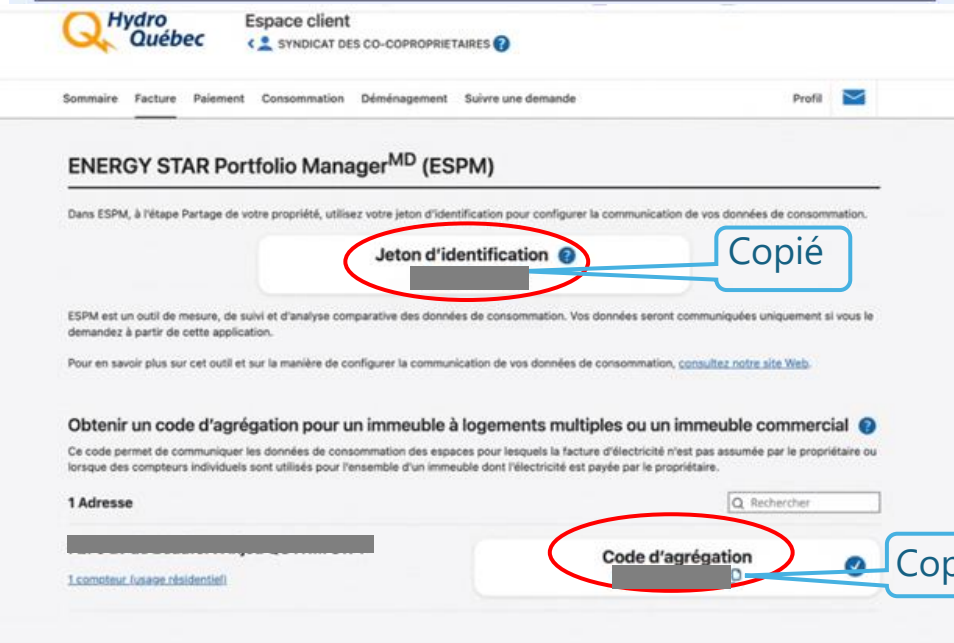 Hydro
Québec
Espace client
SYNDICAT DES CO-COPROPRIETAIRES ?
Sommaire Facture Paiement Consommation Déménagement Suivre une demande Profil
ENERGY STAR Portfolio ManagerMD (ESPM)
Dans ESPM, à l'étape Partage de votre propriété, utilisez votre jeton d'identification pour configurer la communication de vos données de consommation.
Jeton d'identification ?
Copié
ESPM est un outil de mesure, de suivi et d'analyse comparative des données de consommation. Vos données seront communiquées uniquement si vous le
demandez à partir de cette application.
Pour en savoir plus sur cet outil et sur la manière de configurer la communication de vos données de consommation, consultez notre site Web.
Obtenir un code d'agrégation pour un immeuble à logements multiples ou un immeuble commercial ?
Ce code permet de communiquer les données de consommation des espaces pour lesquels la facture d'électricité n'est pas assumée par le propriétaire ou
lorsque des compteurs individuels sont utilisés pour l'ensemble d'un immeuble dont l'électricité est payée par le propriétaire.
1 Adresse
Rechercher
Code d'agrégation
Cop
1 compteur (usage résidentiel)